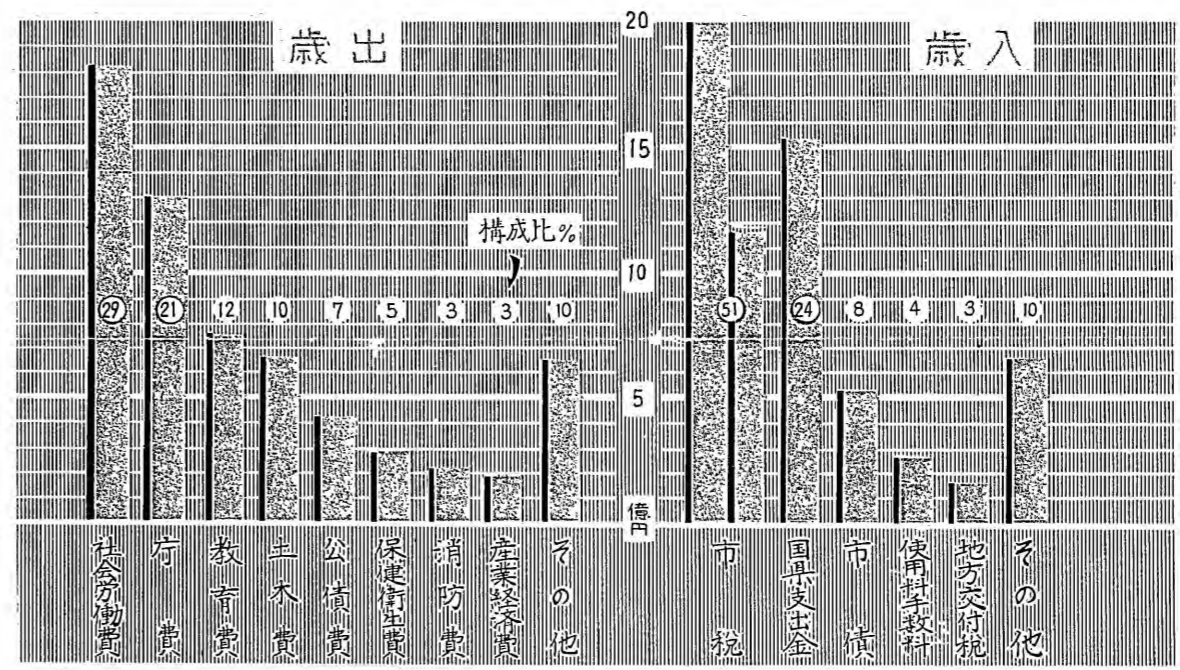 歳出
歳入
20
15
10
5
億円
構成比%
29
21
12
10
7
5
3
3
10
51
24
8
4
3
10
社会労働費
庁費
教育費
土木費
公債費
保健衛生費
消防費
産業経済費
その他
市税
国県支出金
市債
使用料手数料
地方交付税
その他